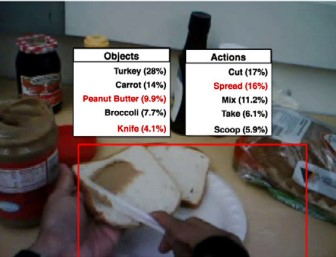 Objects
Turkey (28%)
Carrot (14%)
Peanut Butter (9.9%)
Broccoli (7.7%)
Knife (4.1%)
Actions
Cut (17%)
Spread (16%)
Mix (11.2%)
Take (6.1%)
Scoop (5.9%)